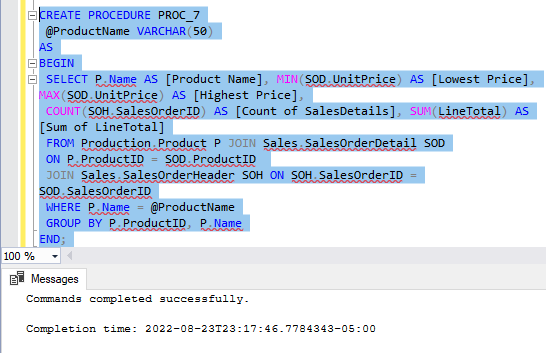 CREATE PROCEDURE PROC_7
@ProductName VARCHAR(50)
AS
BEGIN
SELECT P.Name AS [Product Name], MIN(SOD.UnitPrice) AS [Lowest Price],
MAX(SOD.UnitPrice) AS [Highest Price],
COUNT(SOH.SalesOrderID) AS [Count of SalesDetails], SUM(LineTotal) AS
[Sum of LineTotal]
FROM Production.Product P JOIN Sales.SalesOrderDetail SOD
ON P.ProductID = SOD.ProductID
JOIN Sales.SalesOrderHeader SOH ON SOH.SalesOrderID =
SOD.SalesOrderID
WHERE P.Name = @ProductName
GROUP BY P.ProductID, P.Name
END;
100 %
Messages
Commands completed successfully.
Completion time: 2022-08-23T23:17:46.7784343-05:00